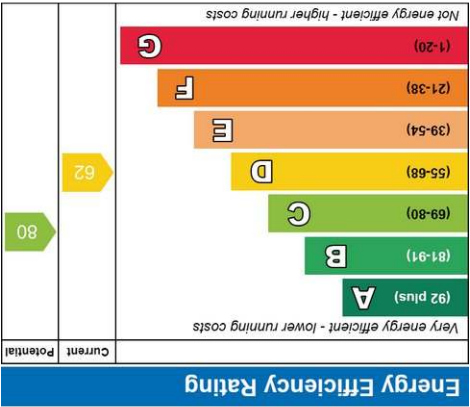 Energy Efficiency Rating
Current
Potential
Very energy efficient - lower running costs
(92 plus) A
(81-91) B
(69-80) C
(55-68) D
(39-54) E
(21-38) F
(1-20) G
Not energy efficient - higher running costs
62
80